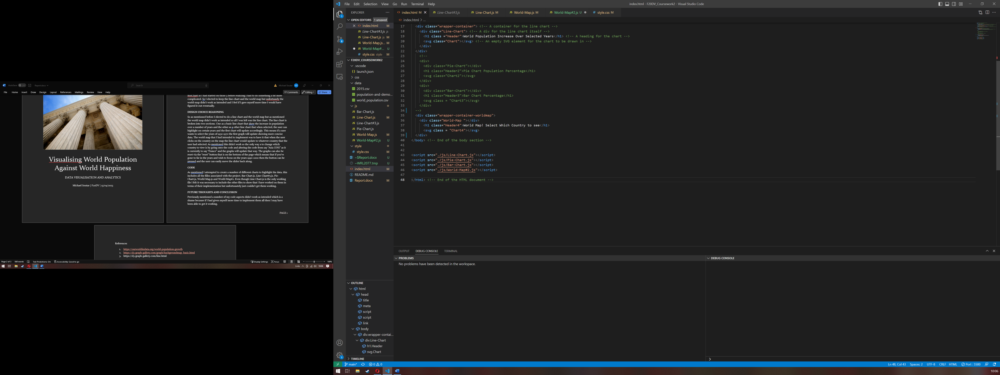 AutoSave Off Report.docx
Search
Michael Soutar MS
File Home Insert Draw Design Layout References Mailings Review View Help
Comments Editing Share
Visualising World Population
Against World Happiness
DATA VISUALISATION AND ANALYTICS
Michael Soutar | F20DV | 13/04/2023
BoxChart as I had started on those 3 before realizing I had to do something a bit more
complicated. So I elected to keep the line-chart and the world map but unfortunely the
world-map didn't work as intended and I feel if I gave myself more time I would have
figured it out eventually.
DESIGN CHOICE REASONING
So as mentioned before I elected to do a line chart and the world map but as mentioned
the world map didn't work as intended so all I was left was the line chart. The line chart is
broken into two sections. One as a basic line chart that show the increase in population
over a number of years and the other as a other line chart that when selected, the user can
highlight on certain years and the first chart will update accordingly. This means if a user
wants to select the years of 1950-1970 the first graph will update showing more concise
data. The world map that I had intended to implement was to have it that when the user
clicks on the country on the map the line chart would update to whatever country that the
user had selected. As mentioned this didn't work so the only way a to change which
country to view is by going onto the code and altering the code from say "Asia (UN)" as it
is currently to say "France" and the graphs will update that way. The graphs can also be
reset via the "reset" button that is on the bottom of the page which means that if you've
gone to far in the years and wish to focus on the years 1990-2000 then the button can be
pressed and the user can easily move the slider back along.
CODE
As mentioned I attempted to create a number of different charts to highlight the data, this
includes all the filles associated with the project. Bar-Chart.js, Line-Chart#3.js, Pie-
Chart.js, World-Map.js and World-Map#2. Even though Line-Chart.js is the only working
file I felt it was necessary to include the other files to show that I have worked on them in
terms of their implementation but unfortunately just couldn't get them working.
FUTURE THOUGHTS AND CONCLUSION
Previously mentioned a number of my code aspects didn't work as intended which is a
shame because if I had given myself more time to implement them all then I may have
been able to get it working.
PAGE 1
References
1. https://ourworldindata.org/world-population-growth
2. https://d3-graph-gallery.com/graph/backgroundmap_basic.html
3. https://d3-graph-gallery.com/line.html
Page 2 of 3 560 words Text Predictions: On Accessibility: Good to go
Display Settings Focus 100%
Links 10:06
File Edit Selection View Go Run Terminal Help
index.html - F20DV_Coursework2 - Visual Studio Code
EXPLORER
OPEN EDITORS 1 unsaved
index.html M
Line-Chart#3.js js
Line-Chart.js js M
World-Map.js... M
World-Map#... U
style.css style M
F20DV_COURSEWORK2
.vscode
launch.json
css
data
2015.csv
population-and-demo...
world_population.csv
js
Bar-Chart.js
Line-Chart.js M
Line-Chart#3.js
Pie-Chart.js
World-Map.js M
World-Map#2.js U
style
style.css M
~$Report.docx U
~WRL2077.tmp U
index.html M
README.md
Report.docx M
OUTLINE
html
head
title
meta
script
script
link
body
div.wrapper-contai...
div.Line-Chart
h1.Header
svg.Chart
TIMELINE
index.html M Line-Chart#3.js Line-Chart.js M World-Map.js M World-Map#2.js U style.css M
index.html > ...
17 <div class="wrapper-container"> <!-- A container for the line chart -->
18 <div class="Line-Chart"> <!-- A div for the line chart itself -->
19 <h1 class ="Header">World Population Increase Over Selected Years</h1> <!-- A heading for the chart -->
20 <svg class="Chart"></svg> <!-- An empty SVG element for the chart to be drawn in -->
21 </div>
22 </div>
23 <!--
24 <div>
25 <div class="Pie-Chart"></div>
26 <h1 class="Header2">Pie Chart Population Percentage</h1>
27 <svg class="Chart2"></svg>
28 </div>
29 <div>
30 <div class="Bar-Chart"></div>
31 <h1 class="Header3">Bar Chart Percentage</h1>
32 <svg class = "Chart3"></svg>
33 </div>
34 -->
35 <div class="wrapper-container-worldmap">
36 <div class="World-Map "></div>
37 <h1 class="Header4">World Map! Select Which Country to see</h1>
38 <svg class = "Chart4"></svg>
39 </div>
40 </body> <!-- End of the body section -->
41
42
43 <script src="./js/Line-Chart.js"></script>
44 <script src="./js/Pie-Chart.js"></script>
45 <script src="./js/Bar-Chart.js"></script>
46 <script src="./js/World-Map#2.js"></script>
47
48 </html> <!-- End of the HTML document -->
OUTPUT DEBUG CONSOLE TERMINAL
PROBLEMS
No problems have been detected in the workspace.
DEBUG CONSOLE
main* 0 0
Ln 48, Col 43 Spaces: 2 UTF-8 CRLF HTML Port : 5500
10:06